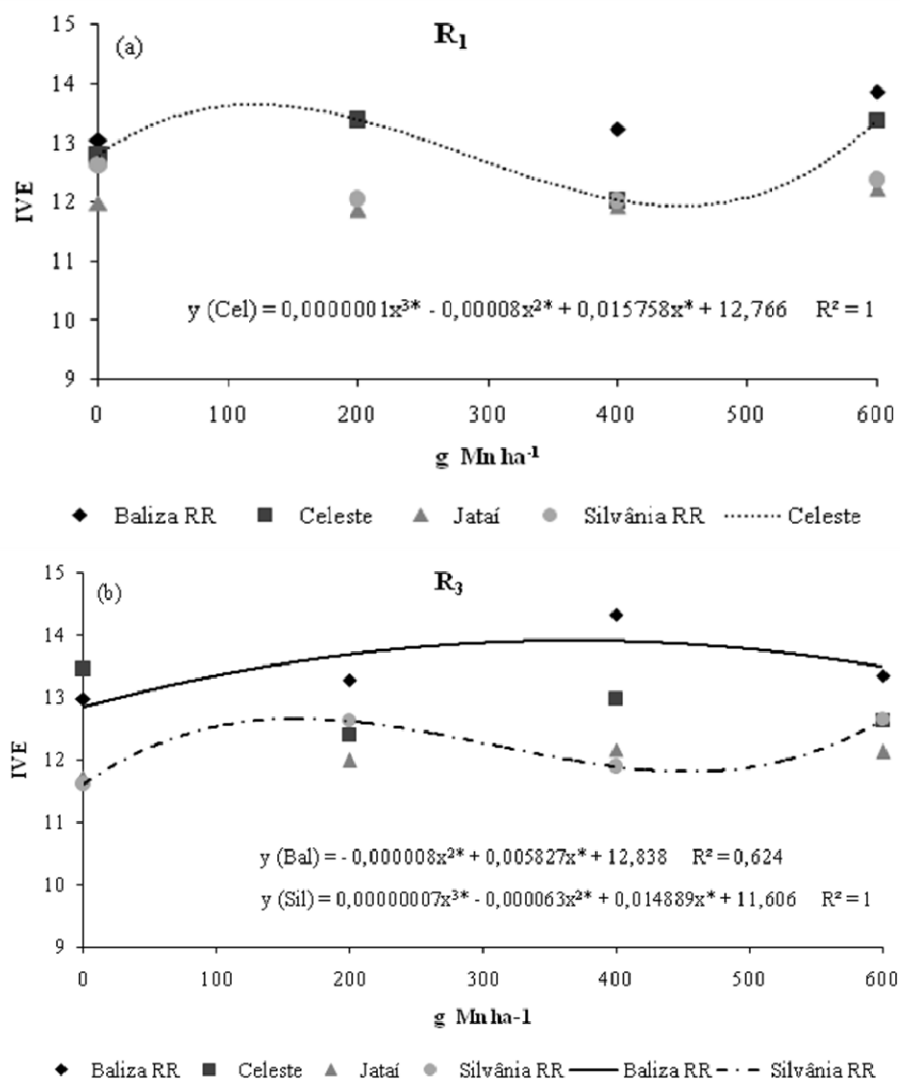 R₁
(a)
15
14
13
12
11
10
9
IVE
y (Cel) = 0,0000001x³* - 0,00008x²* + 0,015758x* + 12,766 R² = 1
0 100 200 300 400 500 600
g Mn ha⁻¹
Baliza RR Celeste Jataí Silvânia RR Celeste
R₃
(b)
15
14
13
12
11
10
9
IVE
y (Bal) = - 0,000008x²* + 0,005827x* + 12,838 R² = 0,624
y (Sil) = 0,00000007x³* - 0,000063x²* + 0,014889x* + 11,606 R² = 1
0 100 200 300 400 500 600
g Mn ha-1
Baliza RR Celeste Jataí Silvânia RR Baliza RR Silvânia RR